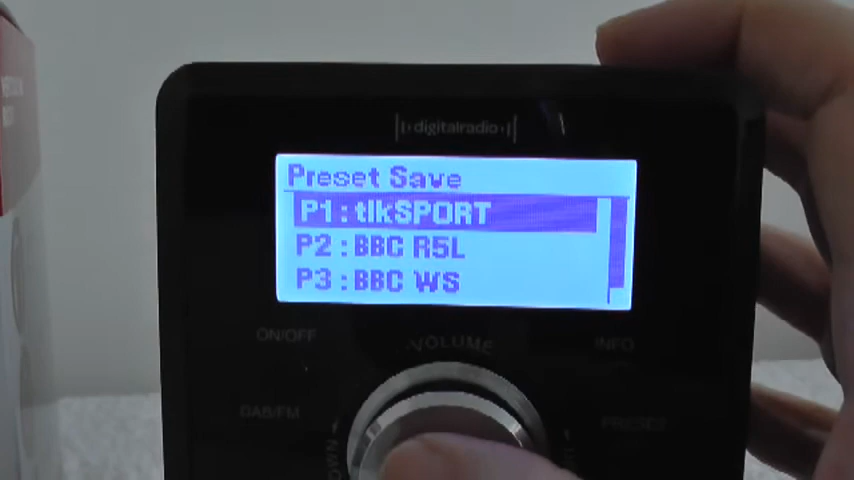 digitalradio
Preset Save
P1 : tlkSPORT
P2 : BBC R5L
P3 : BBC WS
ON/OFF
VOLUME
INFO
DAB/FM
PRESET